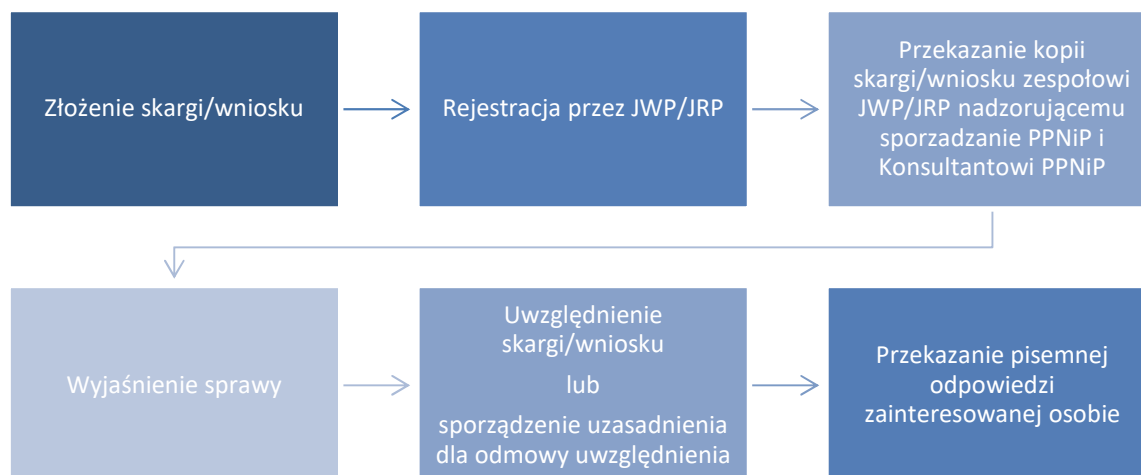 Złożenie skargi/wniosku
Rejestracja przez JWP/JRP
Przekazanie kopii
skargi/wniosku zespołowi
JWP/JRP nadzorującemu
sporzadzanie PPNiP i
Konsultantowi PPNiP
Wyjaśnienie sprawy
Uwzględnienie
skargi/wniosku
lub
sporządzenie uzasadnienia
dla odmowy uwzględnienia
Przekazanie pisemnej
odpowiedzi
zainteresowanej osobie